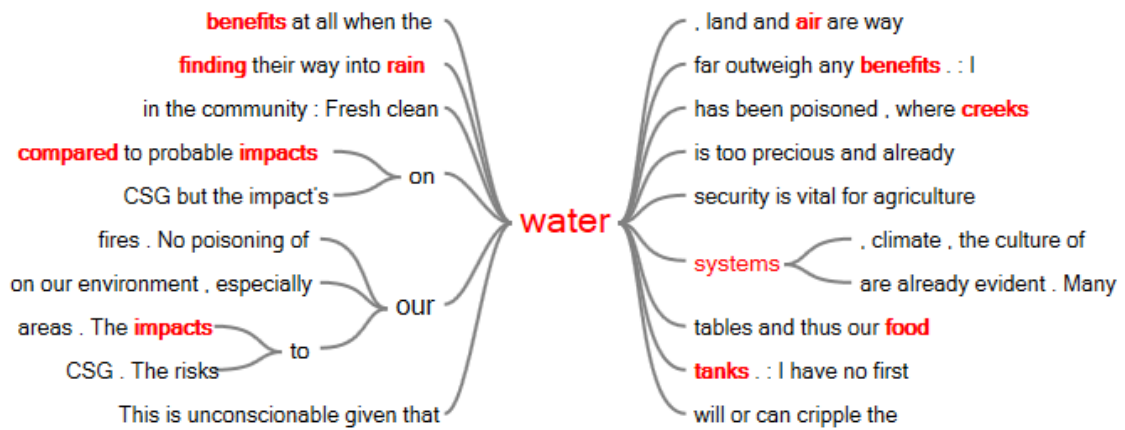 benefits at all when the
finding their way into rain
in the community : Fresh clean
compared to probable impacts
on
CSG but the impact's
fires . No poisoning of
on our environment , especially
our
areas . The impacts
to
CSG . The risks
This is unconscionable given that
water
, land and air are way
far outweigh any benefits . : I
has been poisoned , where creeks
is too precious and already
security is vital for agriculture
systems
, climate , the culture of
are already evident . Many
tables and thus our food
tanks . : I have no first
will or can cripple the